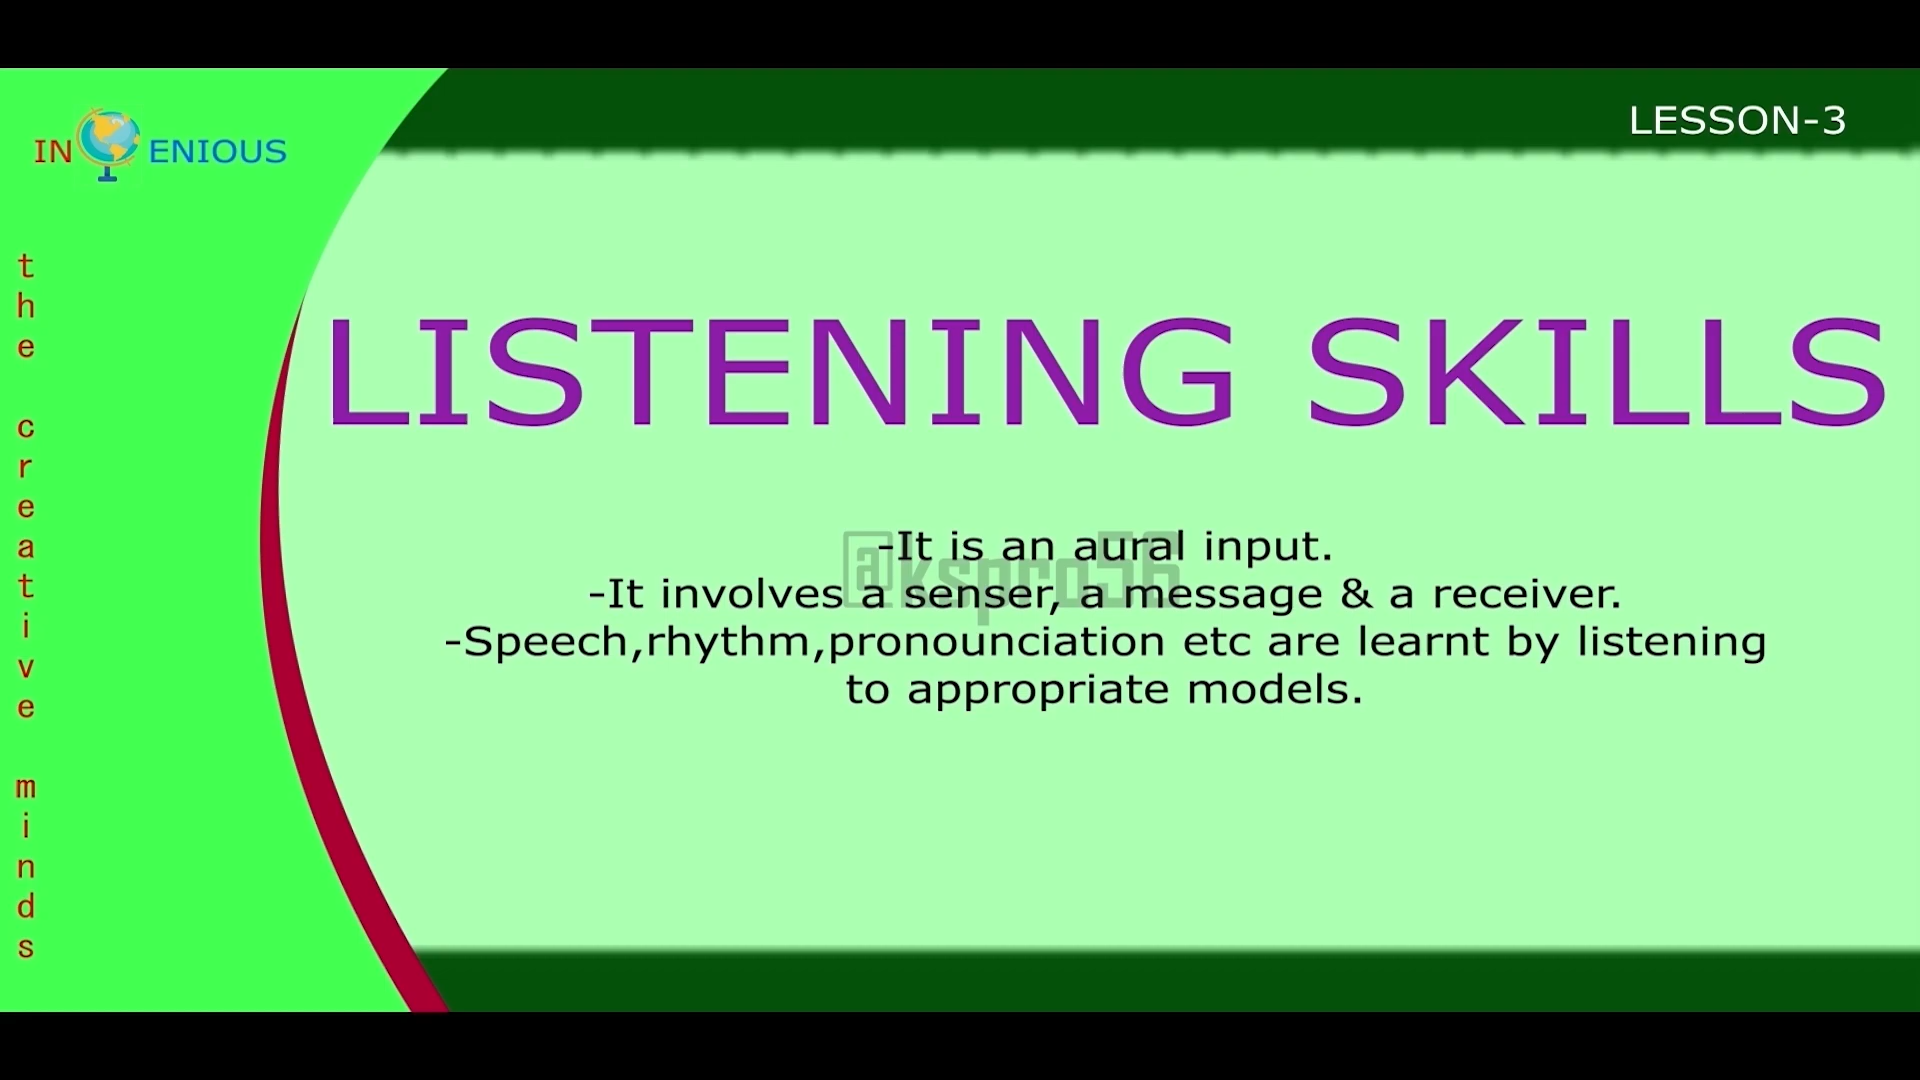 LESSON-3
IN ENIOUS
the creative minds
LISTENING SKILLS
@kspro56
-It is an aural input.
-It involves a senser, a message & a receiver.
-Speech,rhythm,pronounciation etc are learnt by listening
to appropriate models.